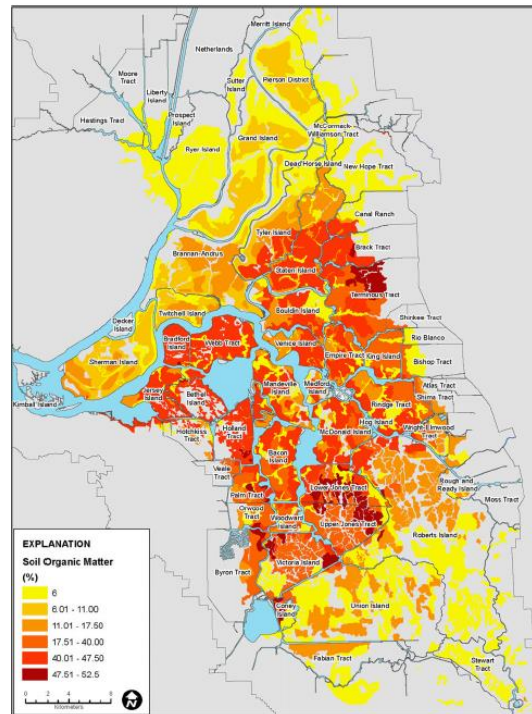 Merritt Island
Netherlands
Moore
Tract
Sutter
Island
Pierson District
Liberty
Island
Prospect
Island
Hastings Tract
McCormack-
Williamson Tract
Grand Island
Ryer Island
Dead Horse Island
New Hope Tract
Canal Ranch
Tyler Island
Brack Tract
Brannan-Andrus
Staten Island
Terminous Tract
Twitchell Island
Bouldin Island
Decker
Island
Shinkee Tract
Bradford
Island
Webb Tract
Venice Island
Rio Blanco
Empire Tract
King Island
Sherman Island
Bishop Tract
Kimball Island
Jersey
Island
Bethel
Island
Mandeville
Island
Medford
Island
Atlas Tract
Rindge Tract
Shima Tract
Hotchkiss
Tract
Holland
Tract
Hog Island
McDonald Island
Wright-Elmwood
Tract
Veale
Tract
Bacon
Island
Rough and
Ready Island
Palm Tract
Lower Jones Tract
Moss Tract
Orwood
Tract
Woodward
Island
Upper Jones Tract
Roberts Island
Byron Tract
Victoria Island
Coney
Island
Union Island
Fabian Tract
Stewart
Tract
EXPLANATION
Soil Organic Matter
(%)
6
6.01 - 11.00
11.01 - 17.50
17.51 - 40.00
40.01 - 47.50
47.51 - 52.5
0 2 4 8
Kilometers
N